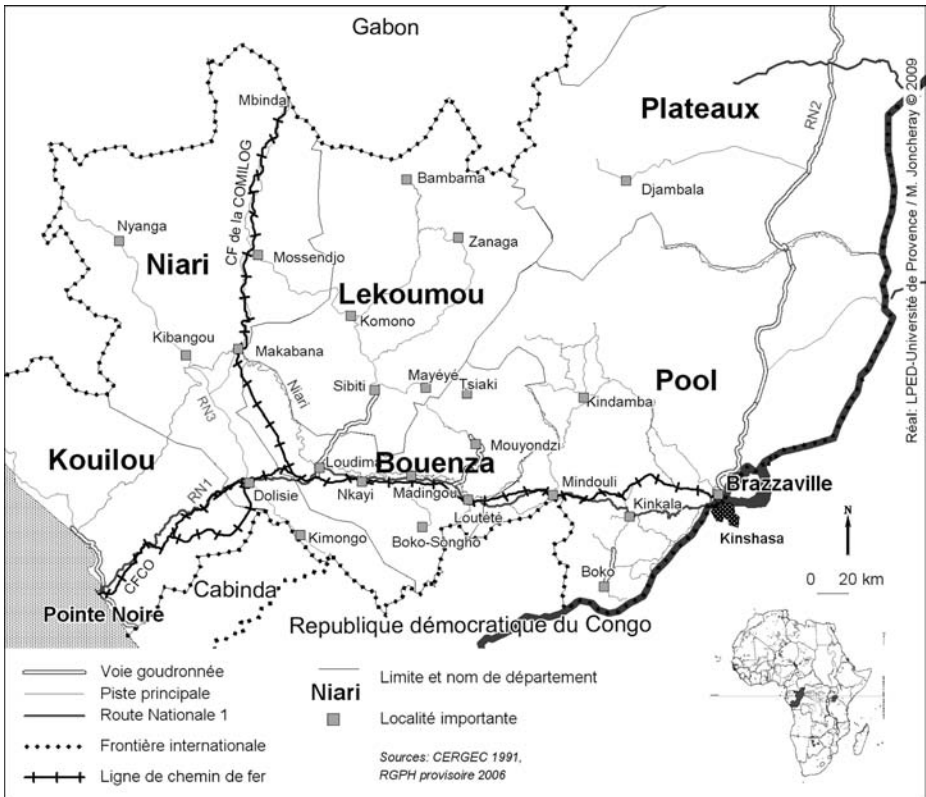 Gabon
Mbinda
Plateaux
RN2
Réal: LPED-Université de Provence / M. Joncheray © 2009
Bambama
Djambala
CF de la COMILOG
Nyanga
Zanaga
Mossendjo
Niari
Lekoumou
Komono
Kibangou
Makabana
Niari
Sibiti
Mayéyé
Tsiaki
Pool
Kindamba
RN3
Mouyondzi
Kouilou
Loudima
Bouenza
RN1
Dolisie
Nkayi
Madingou
Mindouli
Brazzaville
Loutété
Kinkala
N
Kimongo
Boko-Songho
Kinshasa
CFCO
Boko
0 20 km
Cabinda
Pointe Noire
Republique démocratique du Congo
Voie goudronnée
Piste principale
Route Nationale 1
Frontière internationale
Ligne de chemin de fer
Niari
Limite et nom de département
Localité importante
Sources: CERGEC 1991,
RGPH provisoire 2006